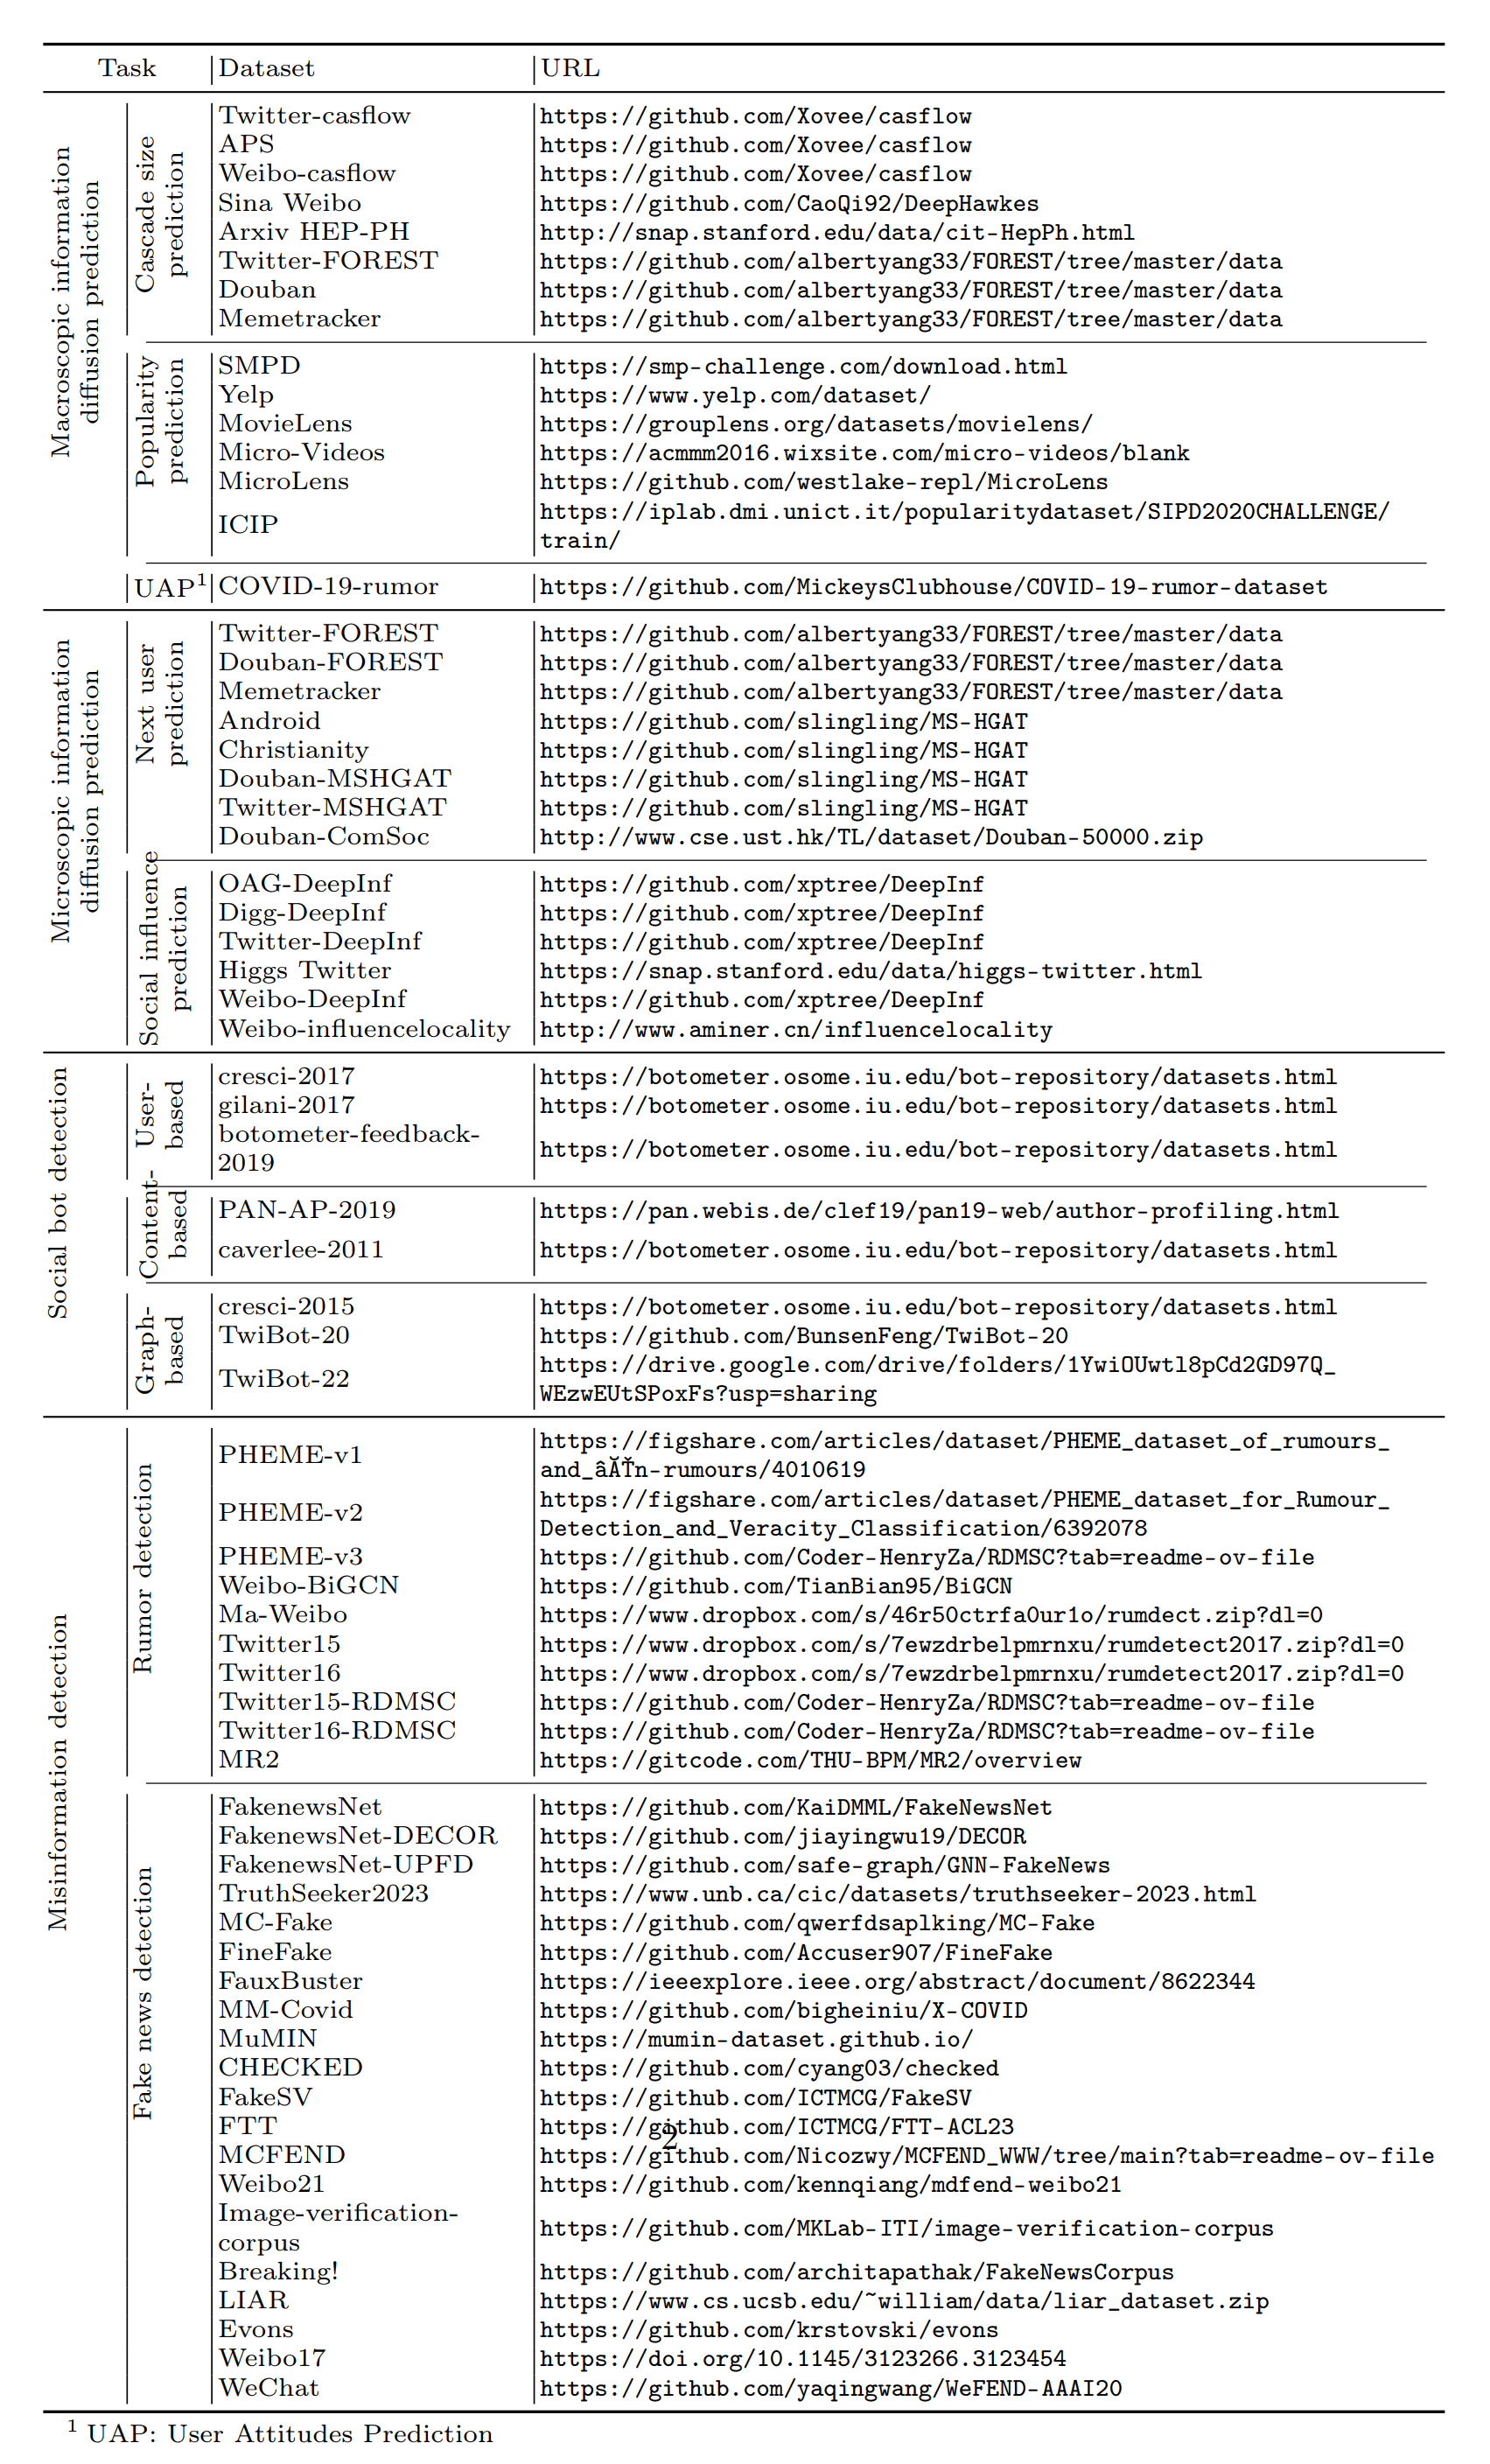 Task Dataset URL
Macroscopic information
diffusion prediction
Cascade size
prediction
Twitter-casflow https://github.com/Xovee/casflow
APS https://github.com/Xovee/casflow
Weibo-casflow https://github.com/Xovee/casflow
Sina Weibo https://github.com/CaoQi92/DeepHawkes
Arxiv HEP-PH http://snap.stanford.edu/data/cit-HepPh.html
Twitter-FOREST https://github.com/albertyang33/FOREST/tree/master/data
Douban https://github.com/albertyang33/FOREST/tree/master/data
Memetracker https://github.com/albertyang33/FOREST/tree/master/data
Popularity
prediction
SMPD https://smp-challenge.com/download.html
Yelp https://www.yelp.com/dataset/
MovieLens https://grouplens.org/datasets/movielens/
Micro-Videos https://acmmm2016.wixsite.com/micro-videos/blank
MicroLens https://github.com/westlake-repl/MicroLens
ICIP https://iplab.dmi.unict.it/popularitydataset/SIPD2020CHALLENGE/
train/
UAP1 COVID-19-rumor https://github.com/MickeysClubhouse/COVID-19-rumor-dataset
Microscopic information
diffusion prediction
Next user
prediction
Twitter-FOREST https://github.com/albertyang33/FOREST/tree/master/data
Douban-FOREST https://github.com/albertyang33/FOREST/tree/master/data
Memetracker https://github.com/albertyang33/FOREST/tree/master/data
Android https://github.com/slingling/MS-HGAT
Christianity https://github.com/slingling/MS-HGAT
Douban-MSHGAT https://github.com/slingling/MS-HGAT
Twitter-MSHGAT https://github.com/slingling/MS-HGAT
Douban-ComSoc http://www.cse.ust.hk/TL/dataset/Douban-50000.zip
Social influence
prediction
OAG-DeepInf https://github.com/xptree/DeepInf
Digg-DeepInf https://github.com/xptree/DeepInf
Twitter-DeepInf https://github.com/xptree/DeepInf
Higgs Twitter https://snap.stanford.edu/data/higgs-twitter.html
Weibo-DeepInf https://github.com/xptree/DeepInf
Weibo-influencelocality http://www.aminer.cn/influencelocality
Social bot detection
User-
based
cresci-2017 https://botometer.osome.iu.edu/bot-repository/datasets.html
gilani-2017 https://botometer.osome.iu.edu/bot-repository/datasets.html
botometer-feedback-
2019 https://botometer.osome.iu.edu/bot-repository/datasets.html
Content-
based
PAN-AP-2019 https://pan.webis.de/clef19/pan19-web/author-profiling.html
caverlee-2011 https://botometer.osome.iu.edu/bot-repository/datasets.html
Graph-
based
cresci-2015 https://botometer.osome.iu.edu/bot-repository/datasets.html
TwiBot-20 https://github.com/BunsenFeng/TwiBot-20
TwiBot-22 https://drive.google.com/drive/folders/1YwiOUwtl8pCd2GD97Q_
WEzwEUtSPoxFs?usp=sharing
Misinformation detection
Rumor detection
PHEME-v1 https://figshare.com/articles/dataset/PHEME_dataset_of_rumours_
and_âĂŤn-rumours/4010619
PHEME-v2 https://figshare.com/articles/dataset/PHEME_dataset_for_Rumour_
Detection_and_Veracity_Classification/6392078
PHEME-v3 https://github.com/Coder-HenryZa/RDMSC?tab=readme-ov-file
Weibo-BiGCN https://github.com/TianBian95/BiGCN
Ma-Weibo https://www.dropbox.com/s/46r50ctrfa0ur1o/rumdect.zip?dl=0
Twitter15 https://www.dropbox.com/s/7ewzdrbelpmrnxu/rumdetect2017.zip?dl=0
Twitter16 https://www.dropbox.com/s/7ewzdrbelpmrnxu/rumdetect2017.zip?dl=0
Twitter15-RDMSC https://github.com/Coder-HenryZa/RDMSC?tab=readme-ov-file
Twitter16-RDMSC https://github.com/Coder-HenryZa/RDMSC?tab=readme-ov-file
MR2 https://gitcode.com/THU-BPM/MR2/overview
Fake news detection
FakenewsNet https://github.com/KaiDMML/FakeNewsNet
FakenewsNet-DECOR https://github.com/jiayingwu19/DECOR
FakenewsNet-UPFD https://github.com/safe-graph/GNN-FakeNews
TruthSeeker2023 https://www.unb.ca/cic/datasets/truthseeker-2023.html
MC-Fake https://github.com/qwerfdsaplking/MC-Fake
FineFake https://github.com/Accuser907/FineFake
FauxBuster https://ieeexplore.ieee.org/abstract/document/8622344
MM-Covid https://github.com/bigheiniu/X-COVID
MuMIN https://mumin-dataset.github.io/
CHECKED https://github.com/cyang03/checked
FakeSV https://github.com/ICTMCG/FakeSV
FTT https://github.com/ICTMCG/FTT-ACL23
2
MCFEND https://github.com/Nicozwy/MCFEND_WWW/tree/main?tab=readme-ov-file
Weibo21 https://github.com/kennqiang/mdfend-weibo21
Image-verification-
corpus https://github.com/MKLab-ITI/image-verification-corpus
Breaking! https://github.com/architapathak/FakeNewsCorpus
LIAR https://www.cs.ucsb.edu/~william/data/liar_dataset.zip
Evons https://github.com/krstovski/evons
Weibo17 https://doi.org/10.1145/3123266.3123454
WeChat https://github.com/yaqingwang/WeFEND-AAAI20
1 UAP: User Attitudes Prediction